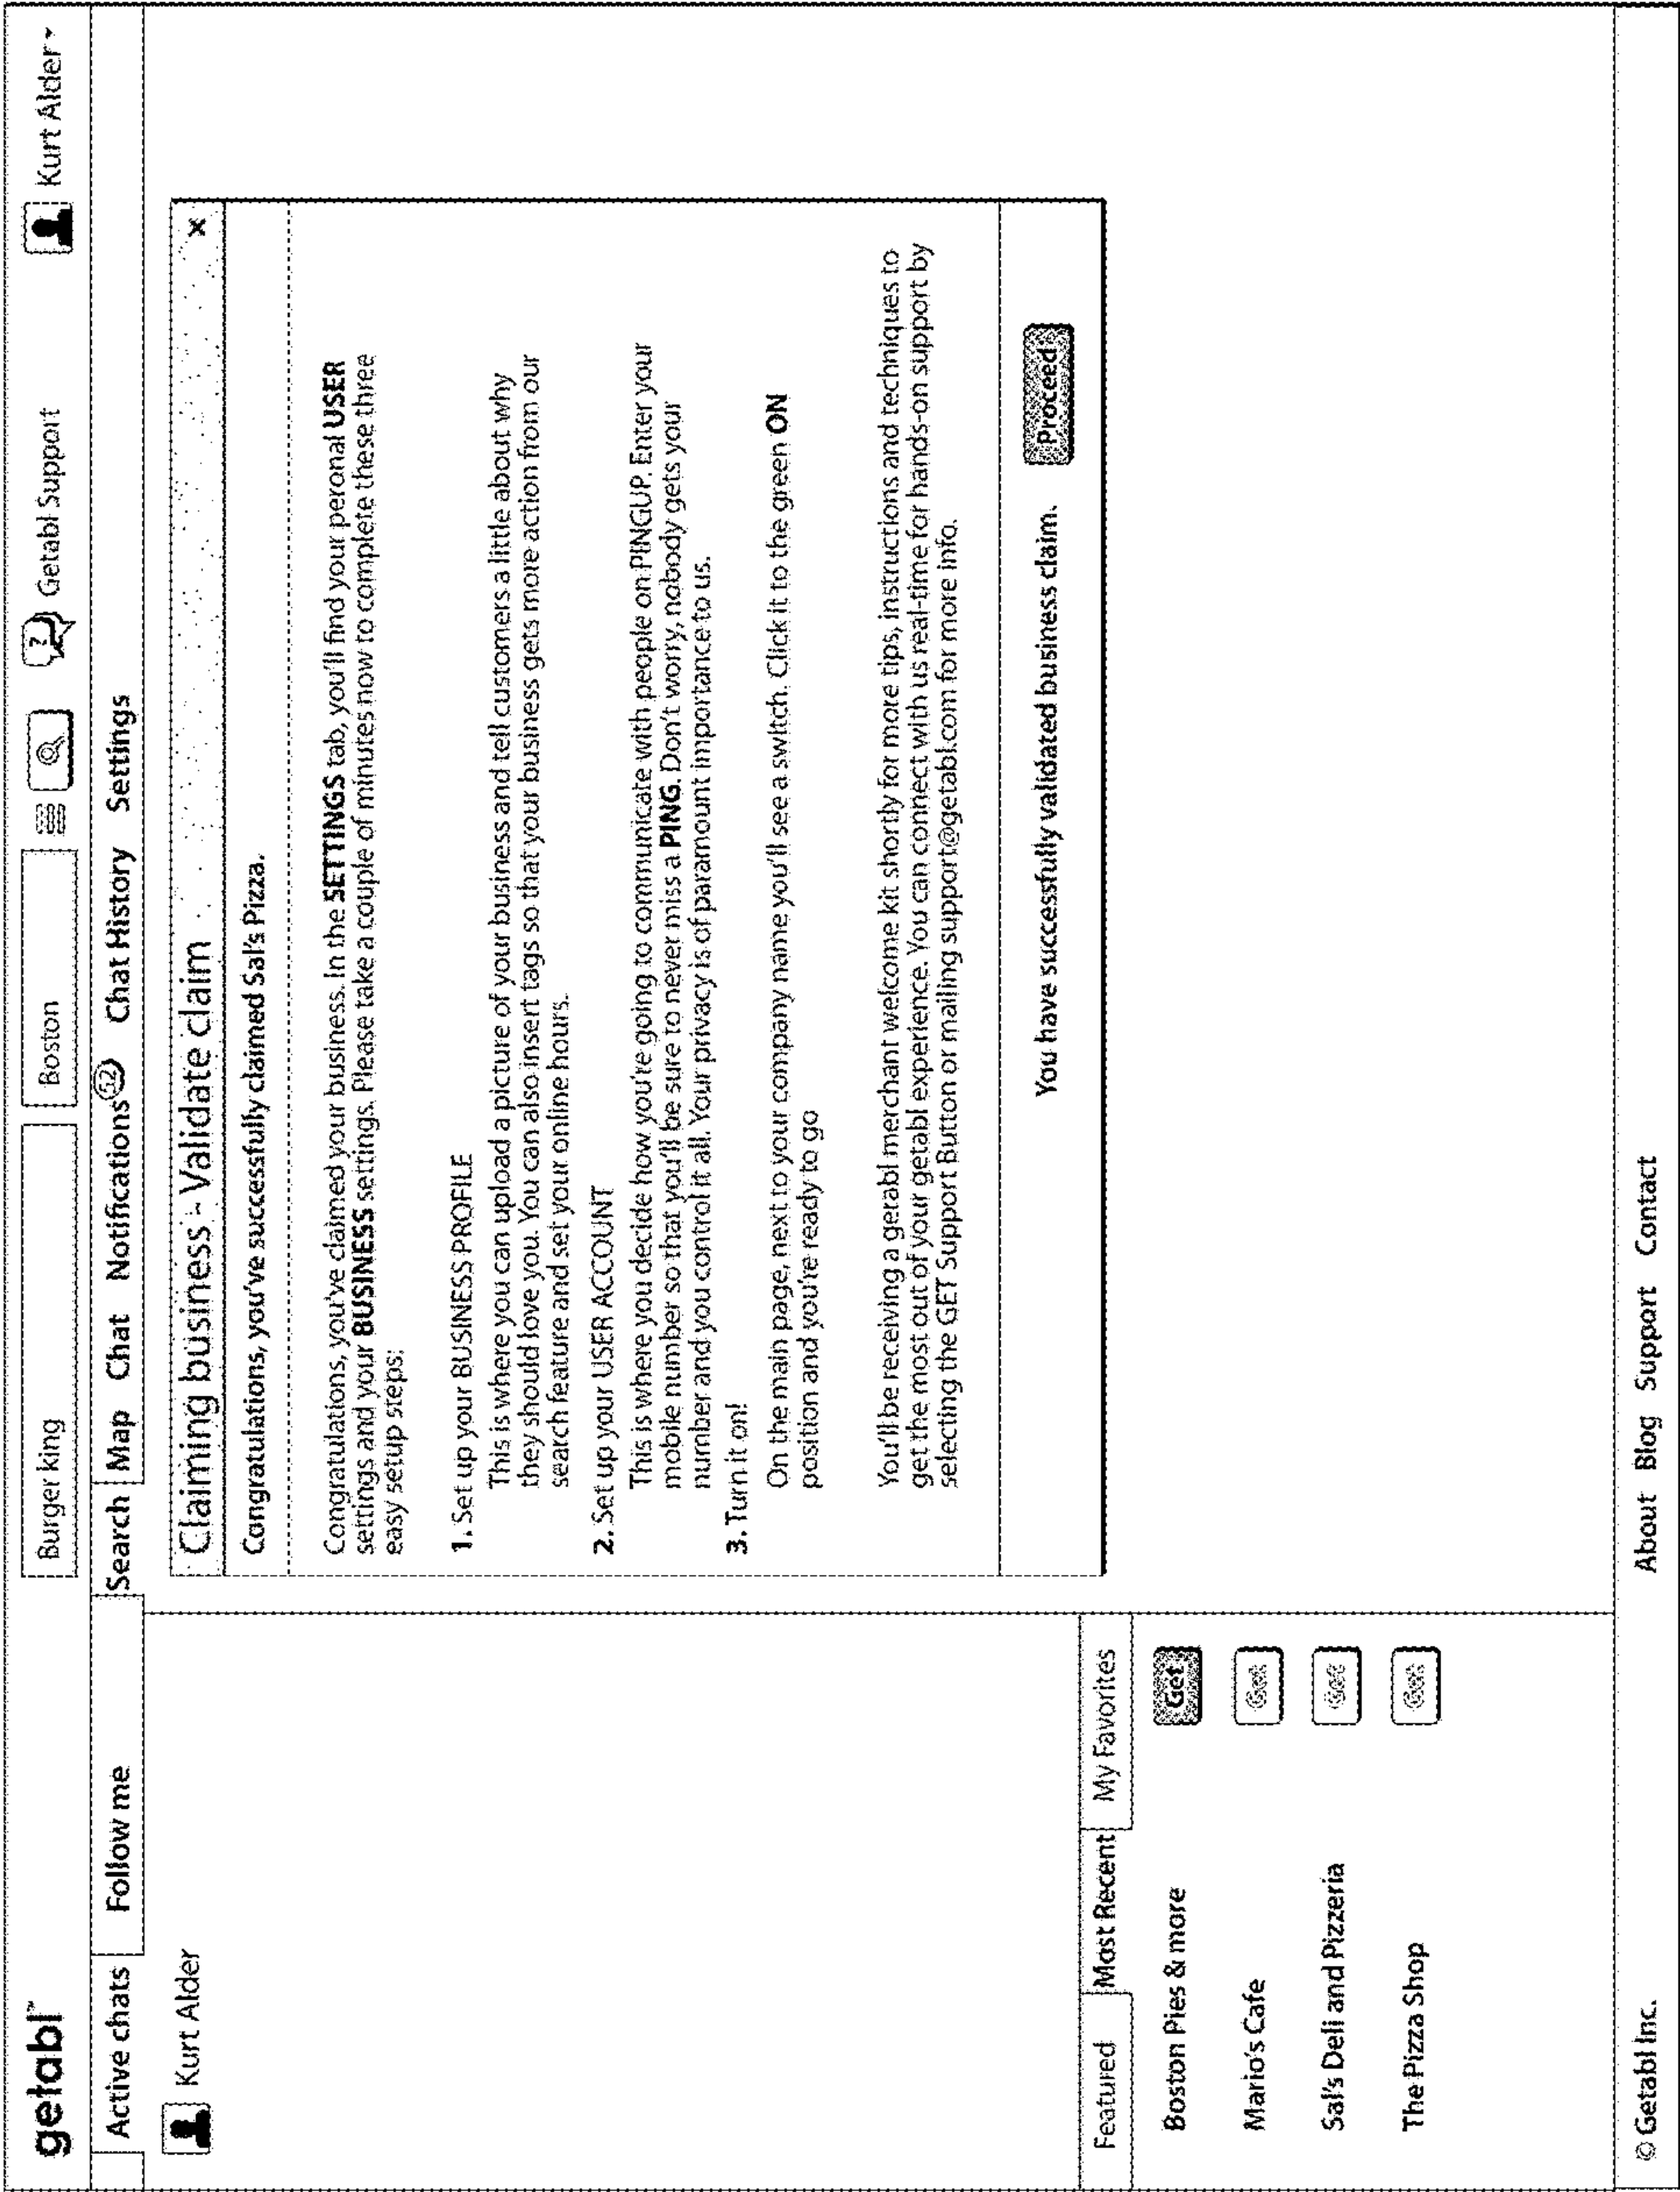 getabl™
Burger king
Boston
Getabl Support
Kurt Alder
Active chats
Follow me
Search
Map
Chat
Notifications
Chat History
Settings
Kurt Alder
Claiming business - Validate claim
x
Congratulations, you've successfully claimed Sal's Pizza.
Congratulations, you've claimed your business. In the SETTINGS tab, you'll find your peronal USER
settings and your BUSINESS settings. Please take a couple of minutes now to complete these three
easy setup steps:
1. Set up your BUSINESS PROFILE
This is where you can upload a picture of your business and tell customers a little about why
they should love you. You can also insert tags so that your business gets more action from our
search feature and set your online hours.
2. Set up your USER ACCOUNT
This is where you decide how you're going to communicate with people on PINGUP. Enter your
mobile number so that you'll be sure to never miss a PING. Don't worry, nobody gets your
number and you control it all. Your privacy is of paramount importance to us.
3. Turn it on!
On the main page, next to your company name you'll see a switch. Click it to the green ON
position and you're ready to go
You'll be receiving a gerabl merchant welcome kit shortly for more tips, instructions and techniques to
get the most out of your getabl experience. You can connect with us real-time for hands-on support by
selecting the GET Support Button or mailing support@getabl.com for more info.
You have successfully validated business claim.
Proceed
Featured
Most Recent
My Favorites
Boston Pies & more
Get
Mario's Cafe
Get
Sal's Deli and Pizzeria
Get
The Pizza Shop
Get
© Getabl Inc.
About
Blog
Support
Contact